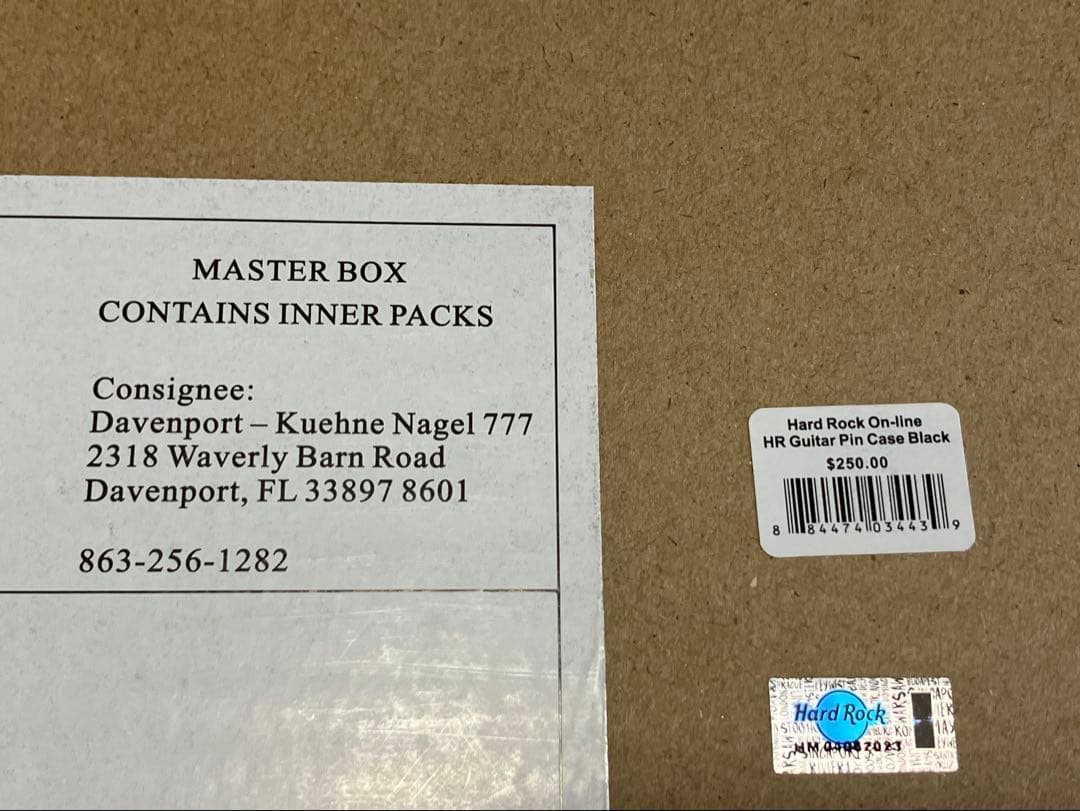 MASTER BOX
CONTAINS INNER PACKS
Consignee:
Davenport – Kuehne Nagel 777
2318 Waverly Barn Road
Davenport, FL 33897 8601
863-256-1282
Hard Rock On-line
HR Guitar Pin Case Black
$250.00
8 84474 03443 9
Hard Rock